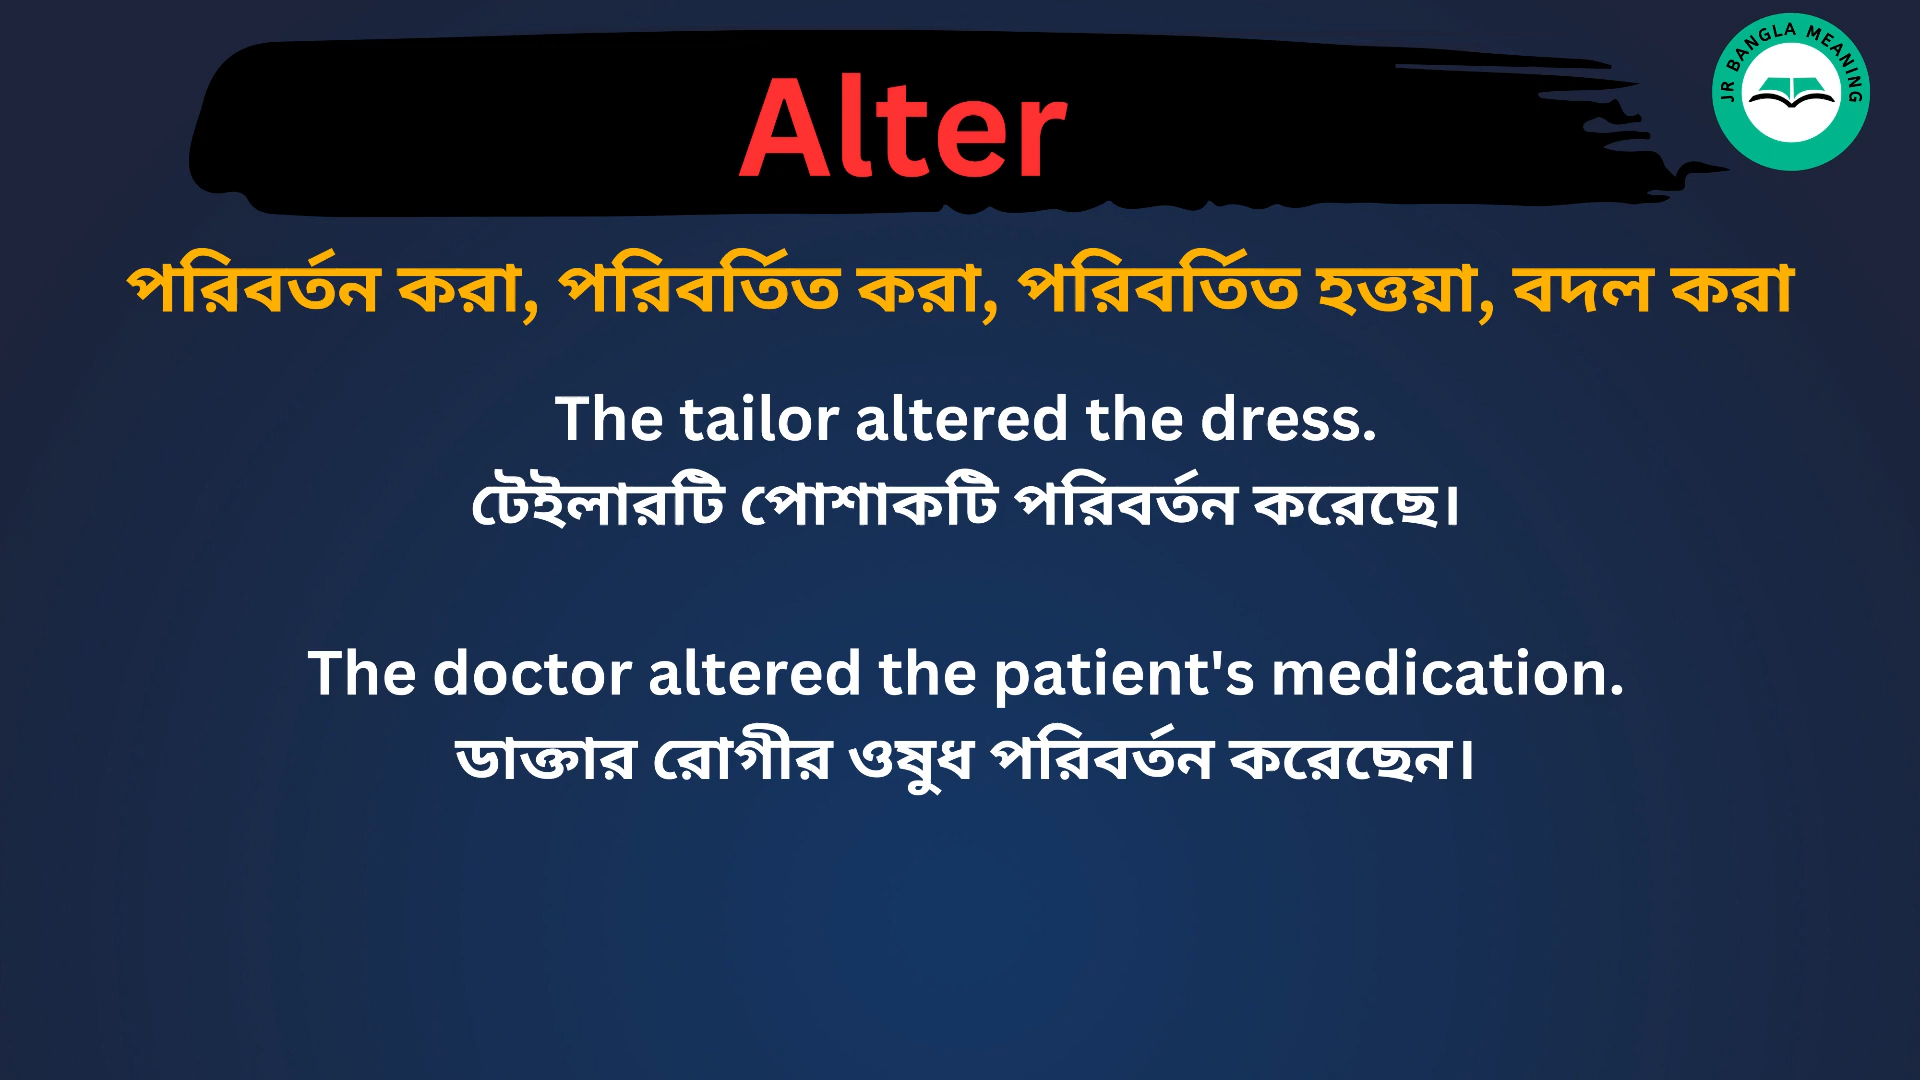 JR BANGLA MEANING
Alter
পরিবর্তন করা, পরিবর্তিত করা, পরিবর্তিত হত্তয়া, বদল করা
The tailor altered the dress.
টেইলারটি পোশাকটি পরিবর্তন করেছে।
The doctor altered the patient's medication.
ডাক্তার রোগীর ওষুধ পরিবর্তন করেছেন।